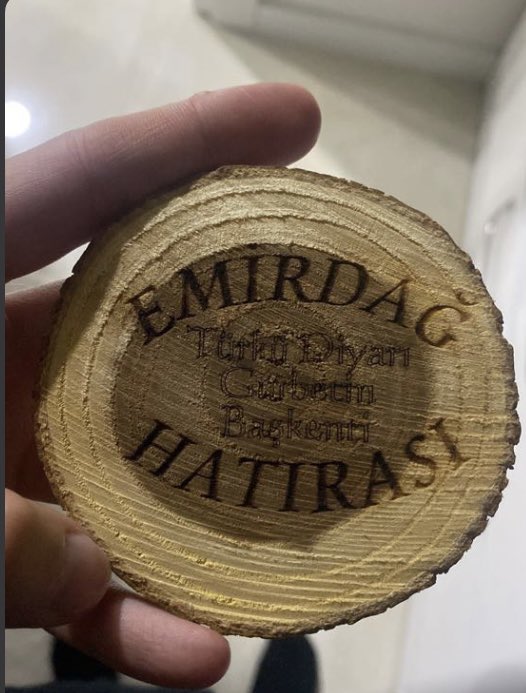 EMİRDAĞ
Türkü Diyarı
Gurbetin
Başkenti
HATIRASI